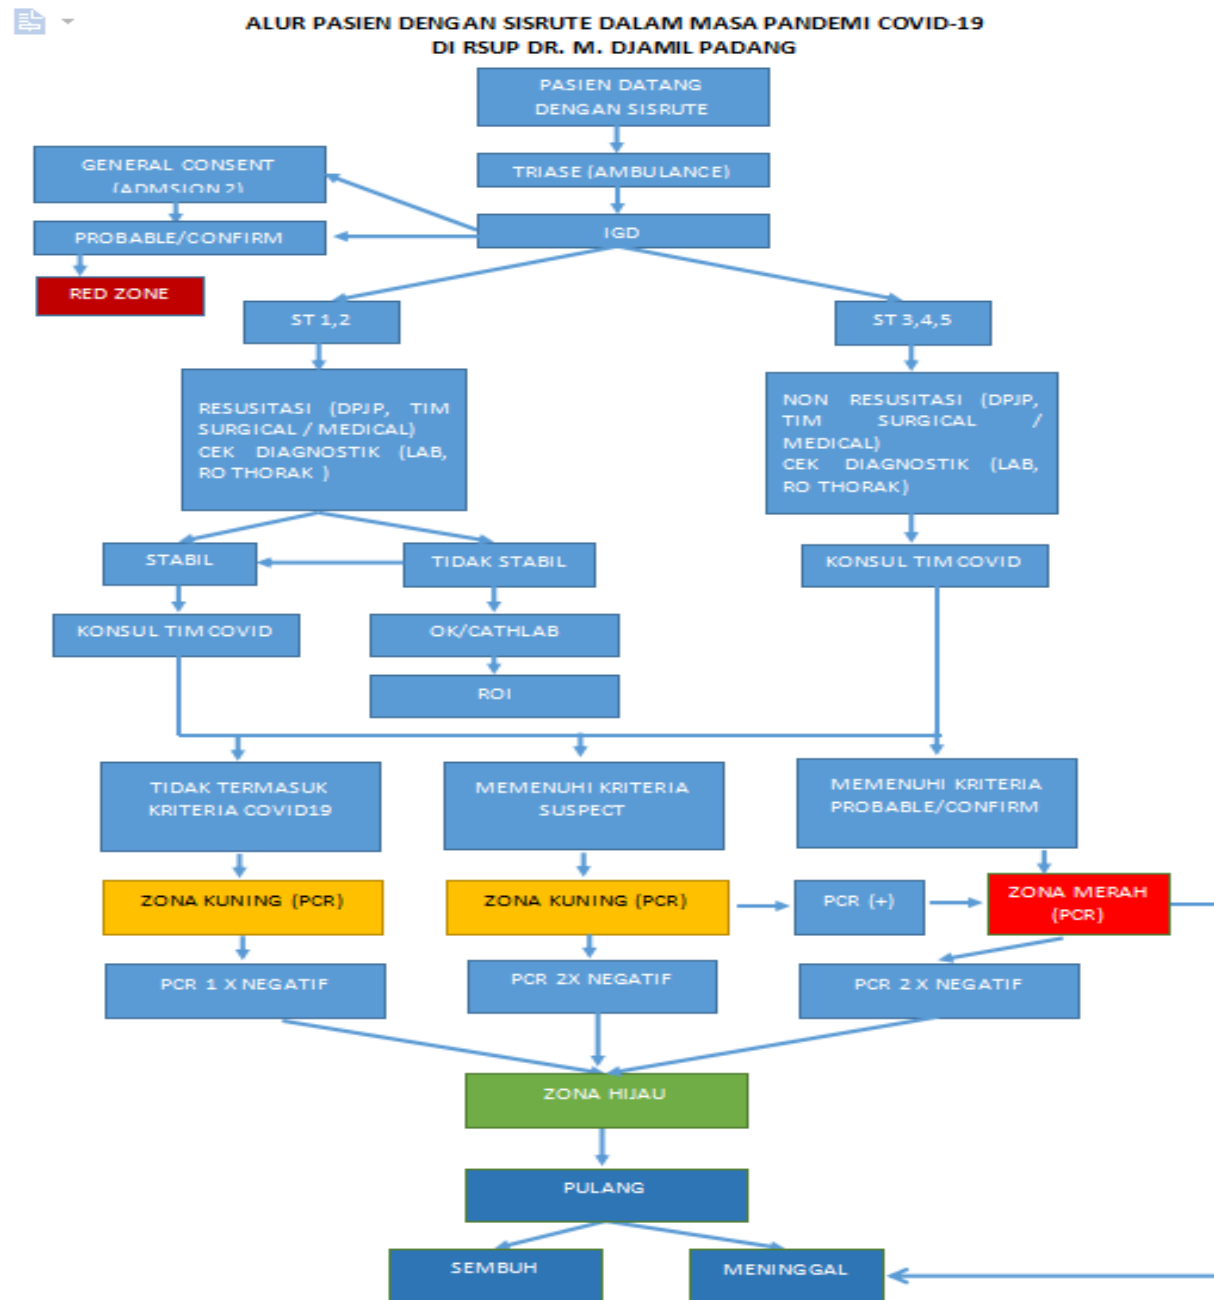 ALUR PASIEN DENGAN SISRUTE DALAM MASA PANDEMI COVID-19
DI RSUP DR. M. DJAMIL PADANG
PASIEN DATANG
DENGAN SISRUTE
TRIASE (AMBULANCE)
GENERAL CONSENT
(ADMSION 2)
IGD
PROBABLE/CONFIRM
RED ZONE
ST 1,2
ST 3,4,5
RESUSITASI (DPJP, TIM
SURGICAL / MEDICAL)
CEK DIAGNOSTIK (LAB,
RO THORAK )
NON RESUSITASI (DPJP,
TIM SURGICAL /
MEDICAL)
CEK DIAGNOSTIK (LAB,
RO THORAK)
STABIL
TIDAK STABIL
KONSUL TIM COVID
KONSUL TIM COVID
OK/CATHLAB
ROI
TIDAK TERMASUK
KRITERIA COVID19
MEMENUHI KRITERIA
SUSPECT
MEMENUHI KRITERIA
PROBABLE/CONFIRM
ZONA KUNING (PCR)
ZONA KUNING (PCR)
PCR (+)
ZONA MERAH
(PCR)
PCR 1 X NEGATIF
PCR 2X NEGATIF
PCR 2 X NEGATIF
ZONA HIJAU
PULANG
SEMBUH
MENINGGAL